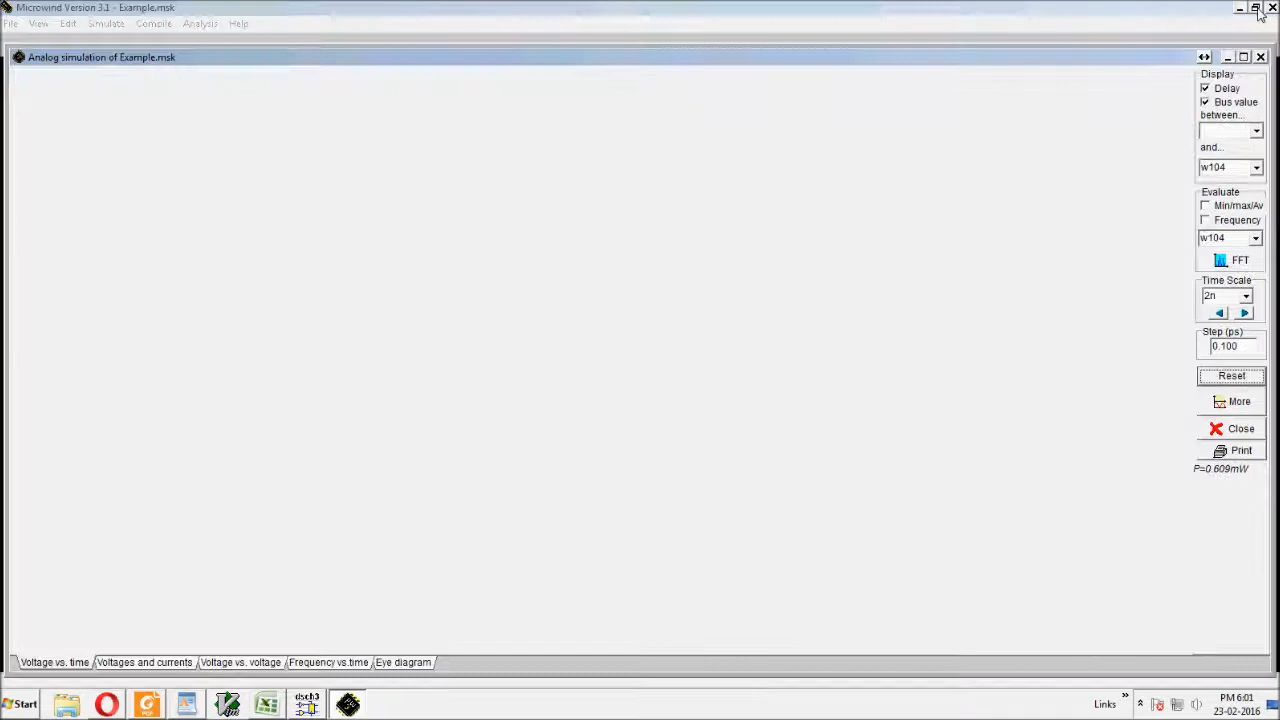 Microwind Version 3.1 - Example.msk
File View Edit Simulate Compile Analysis Help
Analog simulation of Example.msk
Display
Delay
Bus value
between...
and...
w104
Evaluate
Min/max/Av
Frequency
w104
FFT
Time Scale
2n
Step (ps)
0.100
Reset
More
Close
Print
P=0.609mW
Voltage vs. time Voltages and currents Voltage vs. voltage Frequency vs.time Eye diagram
Start
dsch3
Links
PM 6:01
23-02-2016